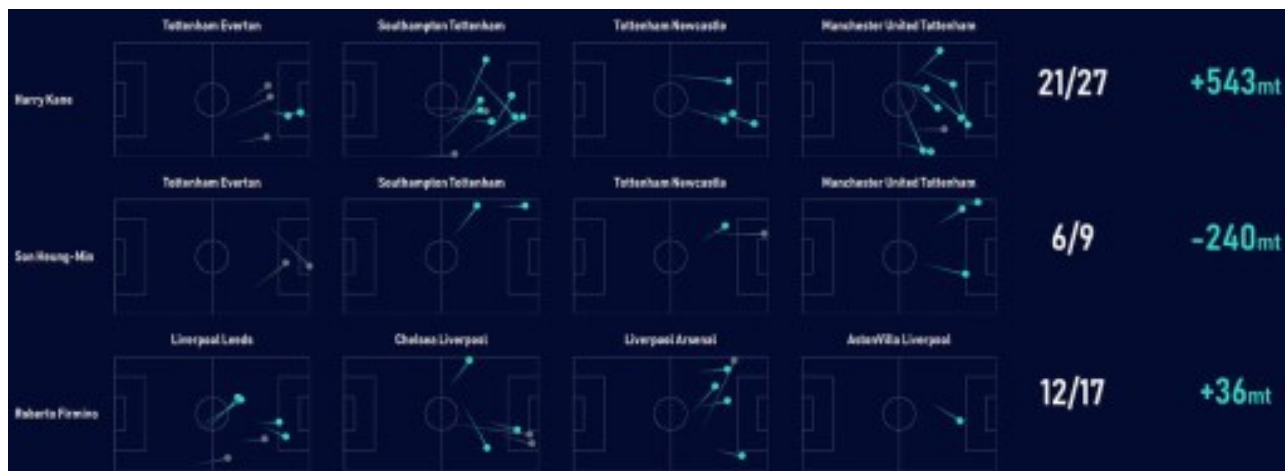 Tottenham Everton
Southampton Tottenham
Tottenham Newcastle
Manchester United Tottenham
Harry Kane
21/27
+543mt
Tottenham Everton
Southampton Tottenham
Tottenham Newcastle
Manchester United Tottenham
Son Heung-Min
6/9
-240mt
Liverpool Leeds
Chelsea Liverpool
Liverpool Arsenal
AstonVilla Liverpool
Roberto Firmino
12/17
+36mt